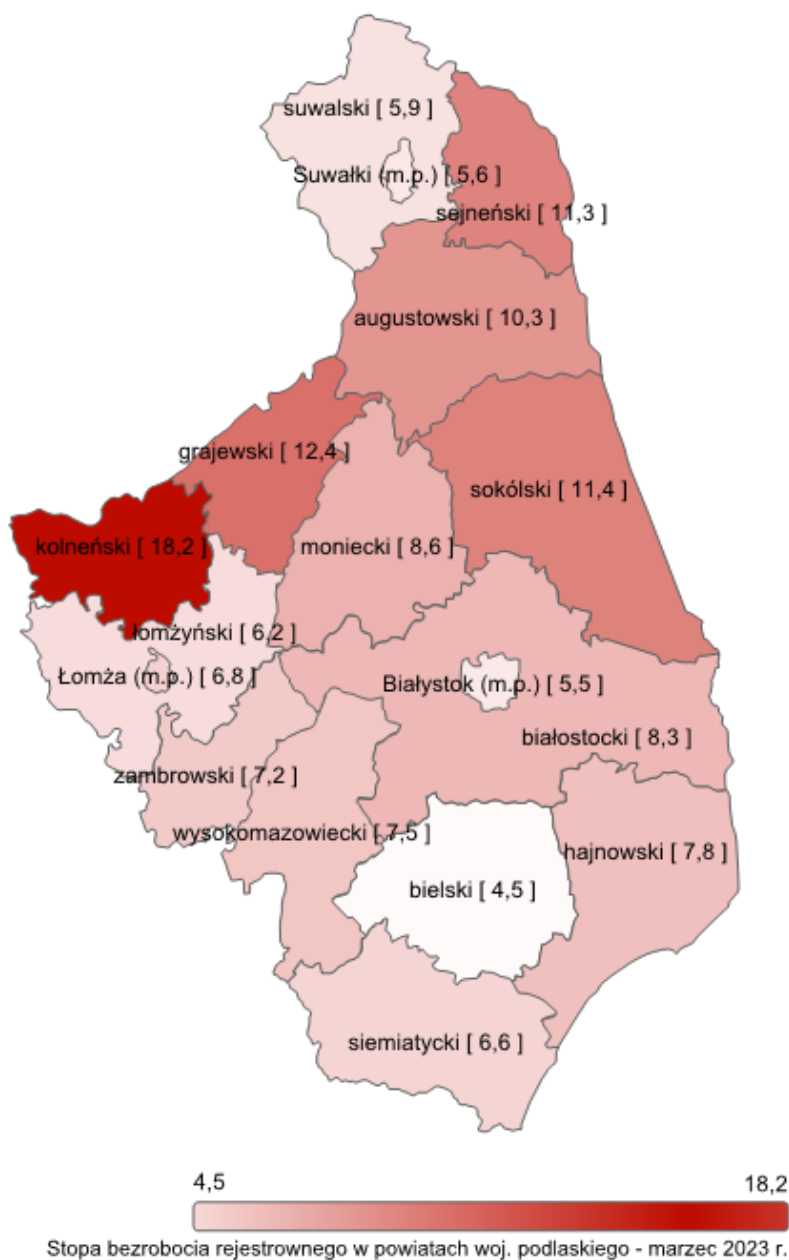 suwalski [ 5,9 ]
Suwałki (m.p.) [ 5,6 ]
sejneński [ 11,3 ]
augustowski [ 10,3 ]
grajewski [ 12,4 ]
sokólski [ 11,4 ]
kolneński [ 18,2 ]
moniecki [ 8,6 ]
łomżyński [ 6,2 ]
Łomża (m.p.) [ 6,8 ]
Białystok (m.p.) [ 5,5 ]
białostocki [ 8,3 ]
zambrowski [ 7,2 ]
wysokomazowiecki [ 7,5 ]
hajnowski [ 7,8 ]
bielski [ 4,5 ]
siemiatycki [ 6,6 ]
4,5
18,2
Stopa bezrobocia rejestrownego w powiatach woj. podlaskiego - marzec 2023 r.